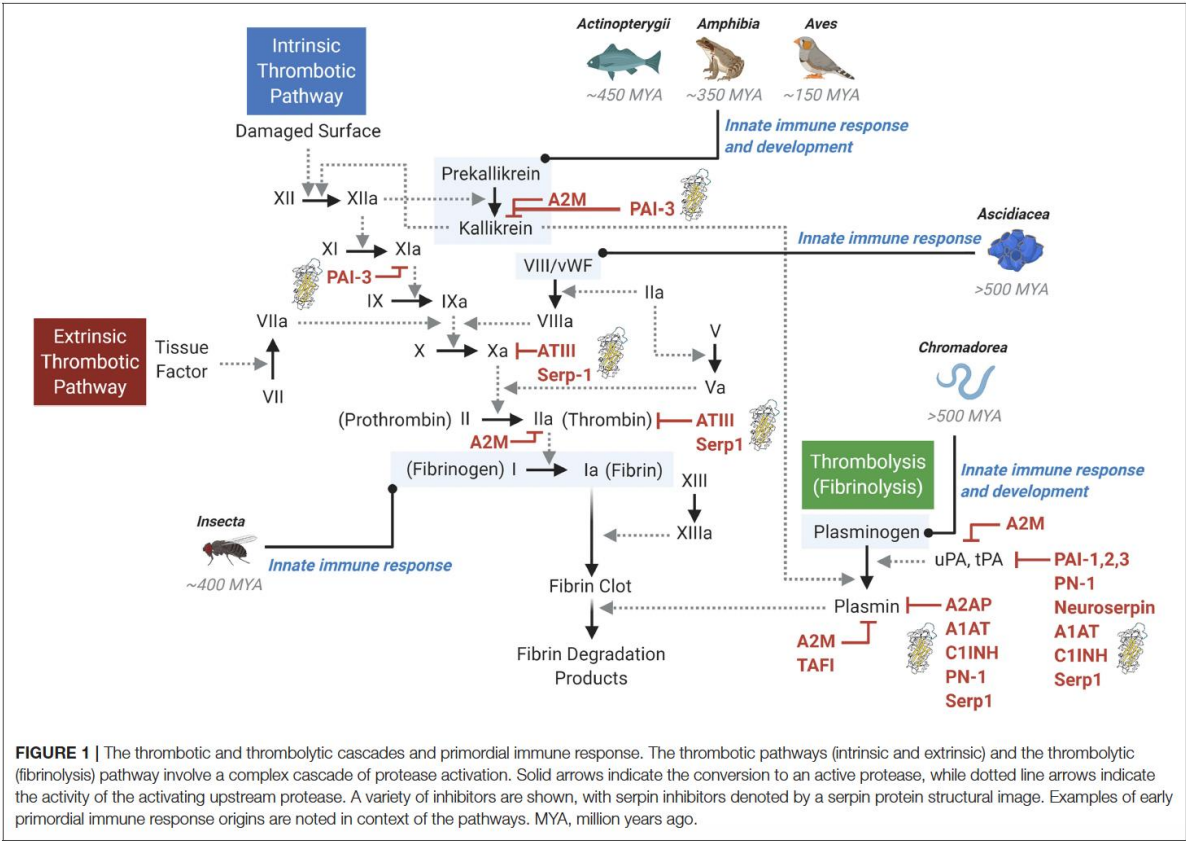 Intrinsic
Thrombotic
Pathway
Damaged Surface
Actinopterygii
Amphibia
Aves
~450 MYA
~350 MYA
~150 MYA
Innate immune response
and development
Prekallikrein
XII
XIIa
A2M
PAI-3
Kallikrein
XI
XIa
PAI-3
Innate immune response
Ascidiacea
>500 MYA
VIII/vWF
IX
IXa
IIa
VIIa
VIIIa
V
Extrinsic
Thrombotic
Pathway
Tissue
Factor
VII
X
Xa
ATIII
Serp-1
Va
Chromadorea
>500 MYA
(Prothrombin) II
IIa (Thrombin)
ATIII
Serp1
A2M
(Fibrinogen) I
Ia (Fibrin)
Thrombolysis
(Fibrinolysis)
Innate immune response
and development
XIII
XIIIa
Insecta
~400 MYA
Innate immune response
Plasminogen
A2M
uPA, tPA
PAI-1,2,3
PN-1
Neuroserpin
A1AT
C1INH
Serp1
Fibrin Clot
Plasmin
A2AP
A1AT
C1INH
PN-1
Serp1
A2M
TAFI
Fibrin Degradation
Products
FIGURE 1 | The thrombotic and thrombolytic cascades and primordial immune response. The thrombotic pathways (intrinsic and extrinsic) and the thrombolytic
(fibrinolysis) pathway involve a complex cascade of protease activation. Solid arrows indicate the conversion to an active protease, while dotted line arrows indicate
the activity of the activating upstream protease. A variety of inhibitors are shown, with serpin inhibitors denoted by a serpin protein structural image. Examples of early
primordial immune response origins are noted in context of the pathways. MYA, million years ago.